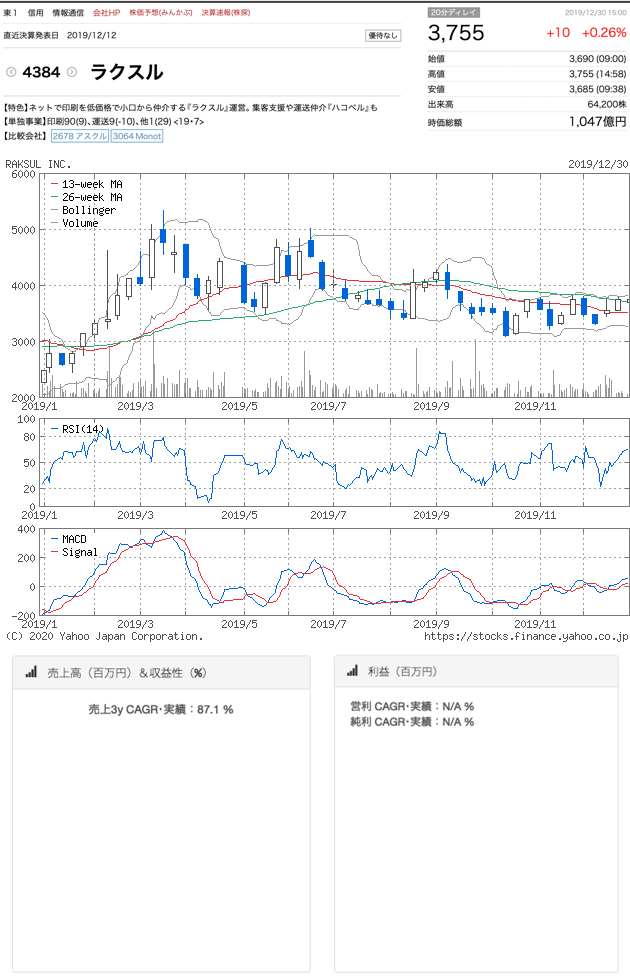 東1 信用 情報通信 会社HP 株価予想(みんかぶ) 決算速報(株探)
直近決算発表日 2019/12/12 優待なし
4384 ラクスル
【特色】ネットで印刷を低価格で小口から仲介する『ラクスル』運営。集客支援や運送仲介『ハコベル』も
【単独事業】印刷90(9)、運送9(-10)、他1(29) <19・7>
【比較会社】 2678 アスクル 3064 MonotaRO
20分ディレイ 2019/12/30 15:00
3,755 +10 +0.26%
始値 3,690 (09:00)
高値 3,755 (14:58)
安値 3,685 (09:38)
出来高 64,200株
時価総額 1,047億円
RAKSUL INC. 2019/12/30
6000
5000
4000
3000
2000
13-week MA
26-week MA
Bollinger
Volume
2019/1 2019/3 2019/5 2019/7 2019/9 2019/11
100
80
50
20
0
RSI(14)
2019/1 2019/3 2019/5 2019/7 2019/9 2019/11
400
200
0
-200
MACD
Signal
2019/1 2019/3 2019/5 2019/7 2019/9 2019/11
(C) 2020 Yahoo Japan Corporation. https://stocks.finance.yahoo.co.jp
売上高（百万円）＆収益性（%）
売上3y CAGR・実績：87.1 %
利益（百万円）
営利 CAGR・実績：N/A %
純利 CAGR・実績：N/A %